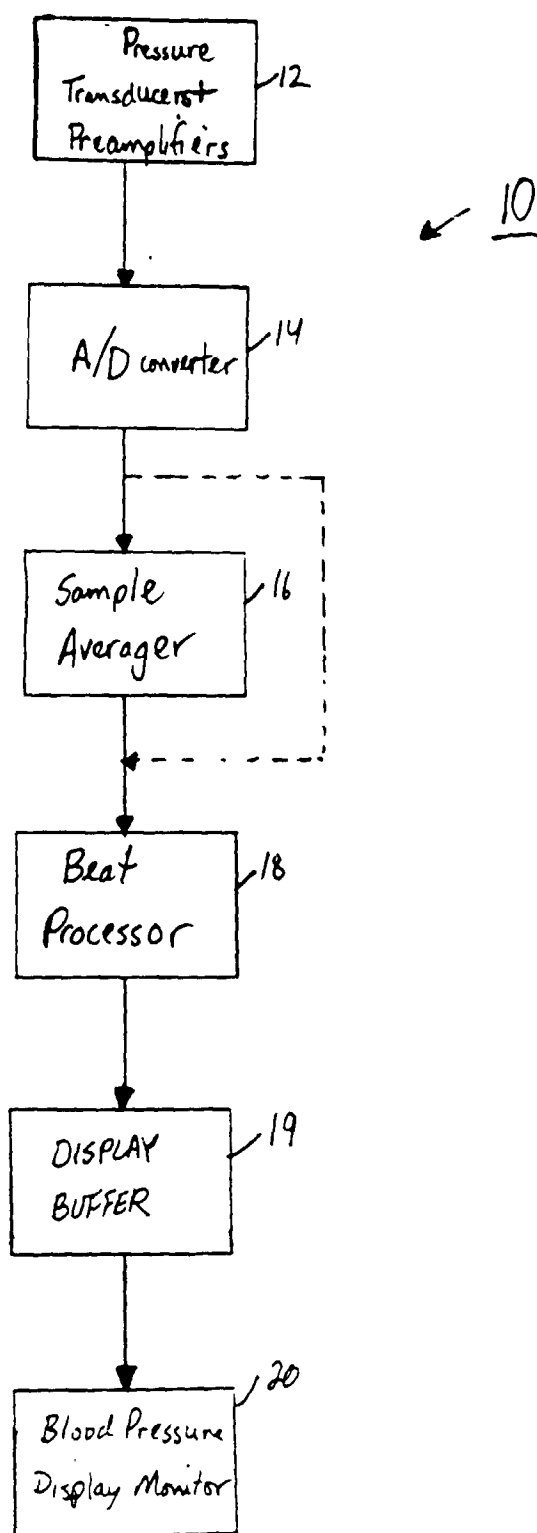 Pressure
Transducers+
Preamplifiers
12
10
A/D converter
14
Sample
Averager
16
Beat
Processor
18
DISPLAY
BUFFER
19
20
Blood Pressure
Display Monitor